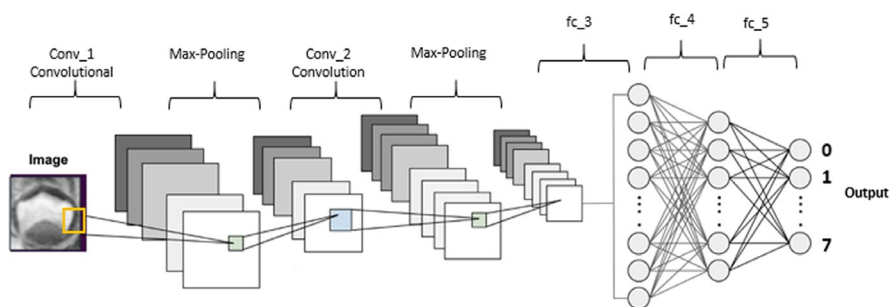 Conv_1
Convolutional
Max-Pooling
Conv_2
Convolution
Max-Pooling
fc_3
fc_4
fc_5
Image
0
1
7
Output